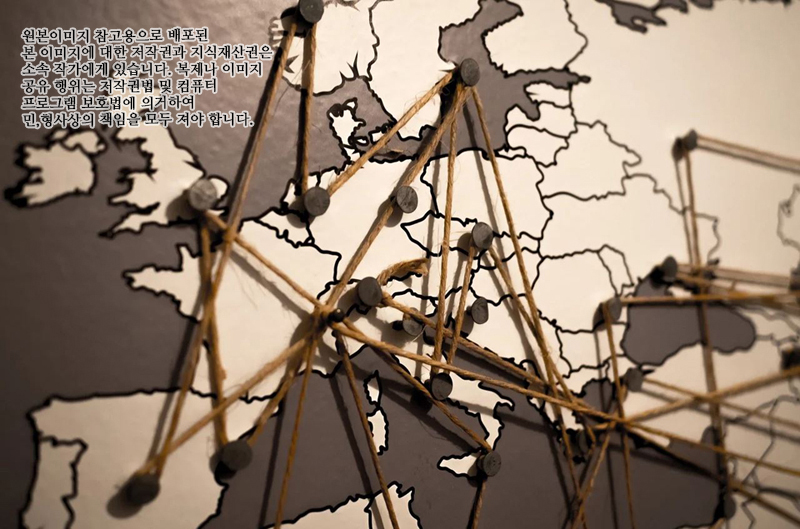 원본이미지 참고용으로 배포된
본 이미지에 대한 저작권과 지식재산권은
소속 작가에게 있습니다. 복제나 이미지
공유 행위는 저작권법 및 컴퓨터
프로그램 보호법에 의거하여
민,형사상의 책임을 모두 져야 합니다.